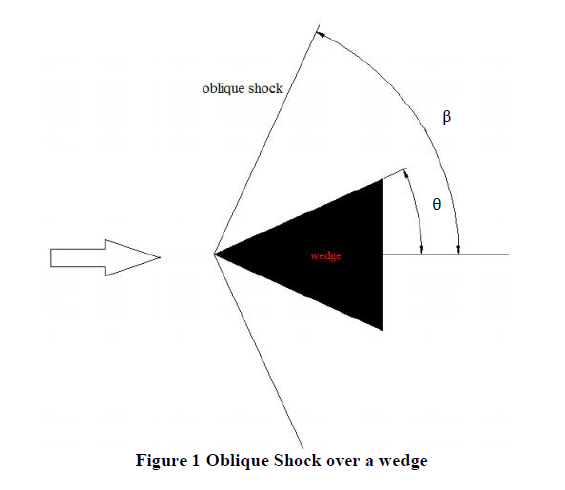 oblique shock
β
θ
wedge
Figure 1 Oblique Shock over a wedge